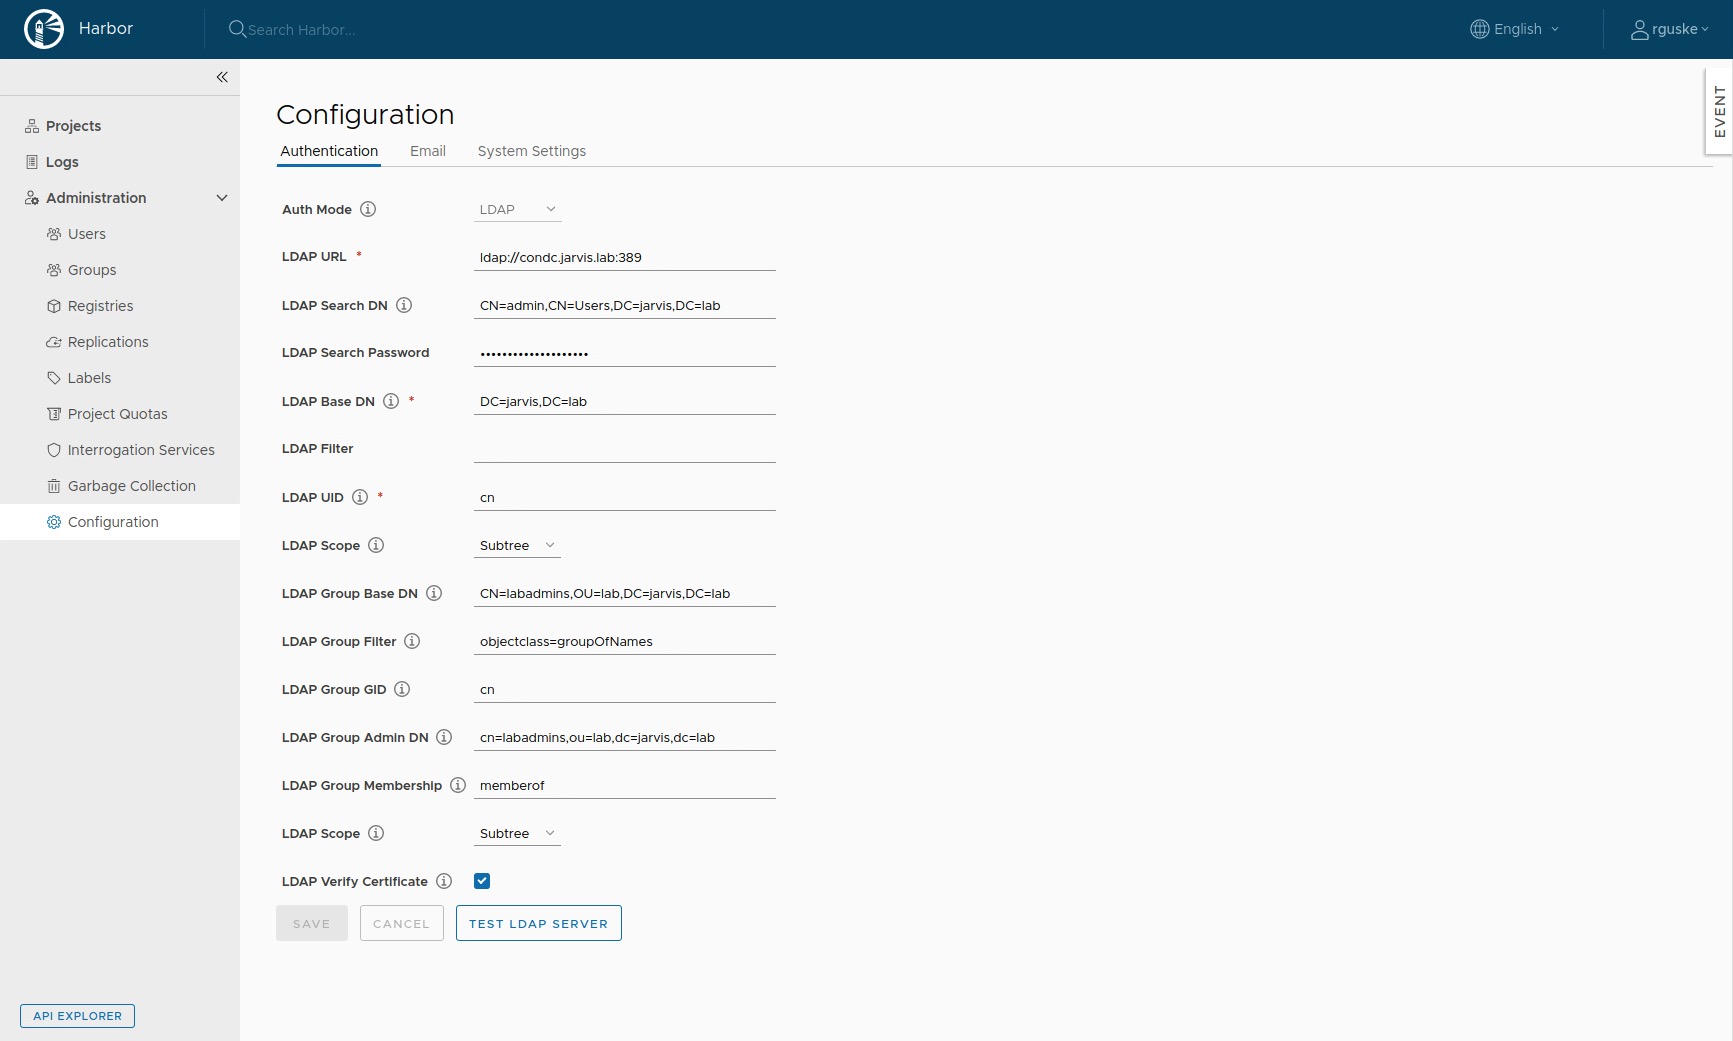 Harbor
Search Harbor...
English
rguske
EVENT
Projects
Logs
Administration
Users
Groups
Registries
Replications
Labels
Project Quotas
Interrogation Services
Garbage Collection
Configuration
API EXPLORER
Configuration
Authentication Email System Settings
Auth Mode LDAP
LDAP URL * ldap://condc.jarvis.lab:389
LDAP Search DN CN=admin,CN=Users,DC=jarvis,DC=lab
LDAP Search Password ••••••••••••••••••••
LDAP Base DN * DC=jarvis,DC=lab
LDAP Filter
LDAP UID * cn
LDAP Scope Subtree
LDAP Group Base DN CN=labadmins,OU=lab,DC=jarvis,DC=lab
LDAP Group Filter objectclass=groupOfNames
LDAP Group GID cn
LDAP Group Admin DN cn=labadmins,ou=lab,dc=jarvis,dc=lab
LDAP Group Membership memberof
LDAP Scope Subtree
LDAP Verify Certificate
SAVE CANCEL TEST LDAP SERVER